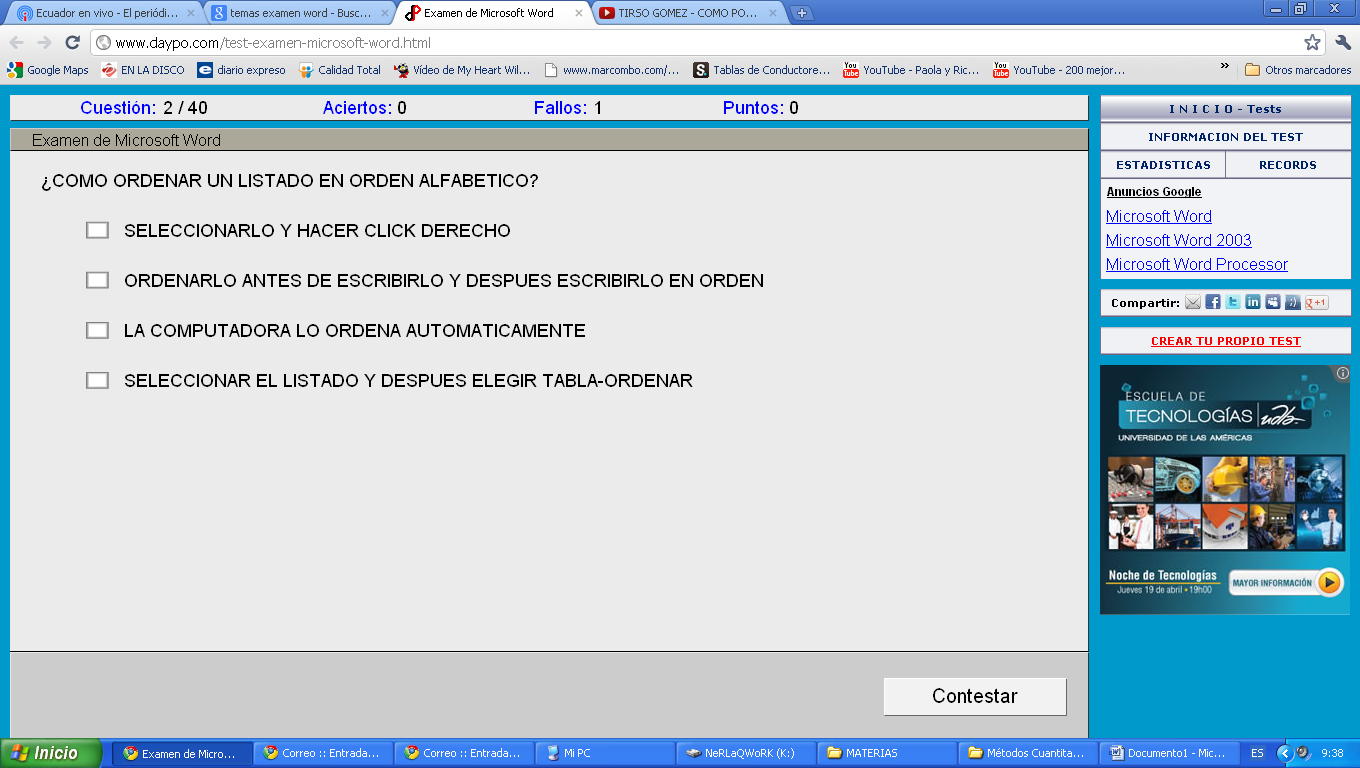 Ecuador en vivo - El periódi...
temas examen word - Busc...
Examen de Microsoft Word
TIRSO GOMEZ - COMO PO...
www.daypo.com/test-examen-microsoft-word.html
Google Maps
EN LA DISCO
diario expreso
Calidad Total
Vídeo de My Heart Wil...
www.marcombo.com/...
Tablas de Conductore...
YouTube - Paola y Ric...
YouTube - 200 mejor...
»
Otros marcadores
Cuestión: 2 / 40
Aciertos: 0
Fallos: 1
Puntos: 0
Examen de Microsoft Word
¿COMO ORDENAR UN LISTADO EN ORDEN ALFABETICO?
SELECCIONARLO Y HACER CLICK DERECHO
ORDENARLO ANTES DE ESCRIBIRLO Y DESPUES ESCRIBIRLO EN ORDEN
LA COMPUTADORA LO ORDENA AUTOMATICAMENTE
SELECCIONAR EL LISTADO Y DESPUES ELEGIR TABLA-ORDENAR
Contestar
I N I C I O - Tests
INFORMACION DEL TEST
ESTADISTICAS
RECORDS
Anuncios Google
Microsoft Word
Microsoft Word 2003
Microsoft Word Processor
Compartir:
+1
CREAR TU PROPIO TEST
ESCUELA DE
TECNOLOGÍAS udla
UNIVERSIDAD DE LAS AMÉRICAS
Noche de Tecnologías
Jueves 19 de abril • 19h00
MAYOR INFORMACIÓN
Inicio
Examen de Micro...
Correo :: Entrada...
Correo :: Entrada...
Mi PC
NeRLaQWoRK (K:)
MATERIAS
Métodos Cuantita...
Documento1 - Mic...
ES
9:38